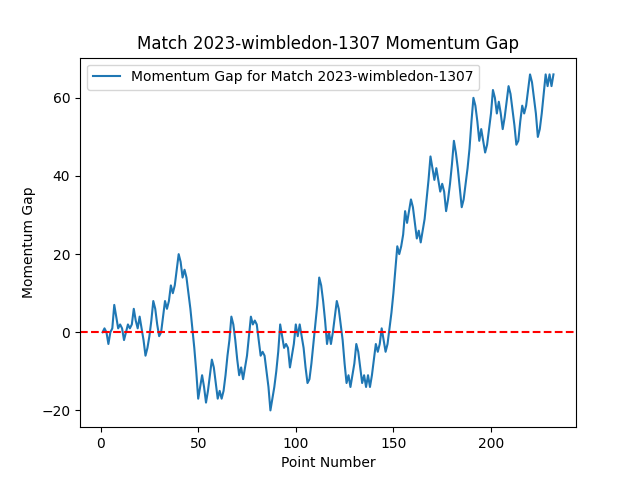 Match 2023-wimbledon-1307 Momentum Gap
Momentum Gap for Match 2023-wimbledon-1307
60
40
20
0
−20
Momentum Gap
0 50 100 150 200
Point Number